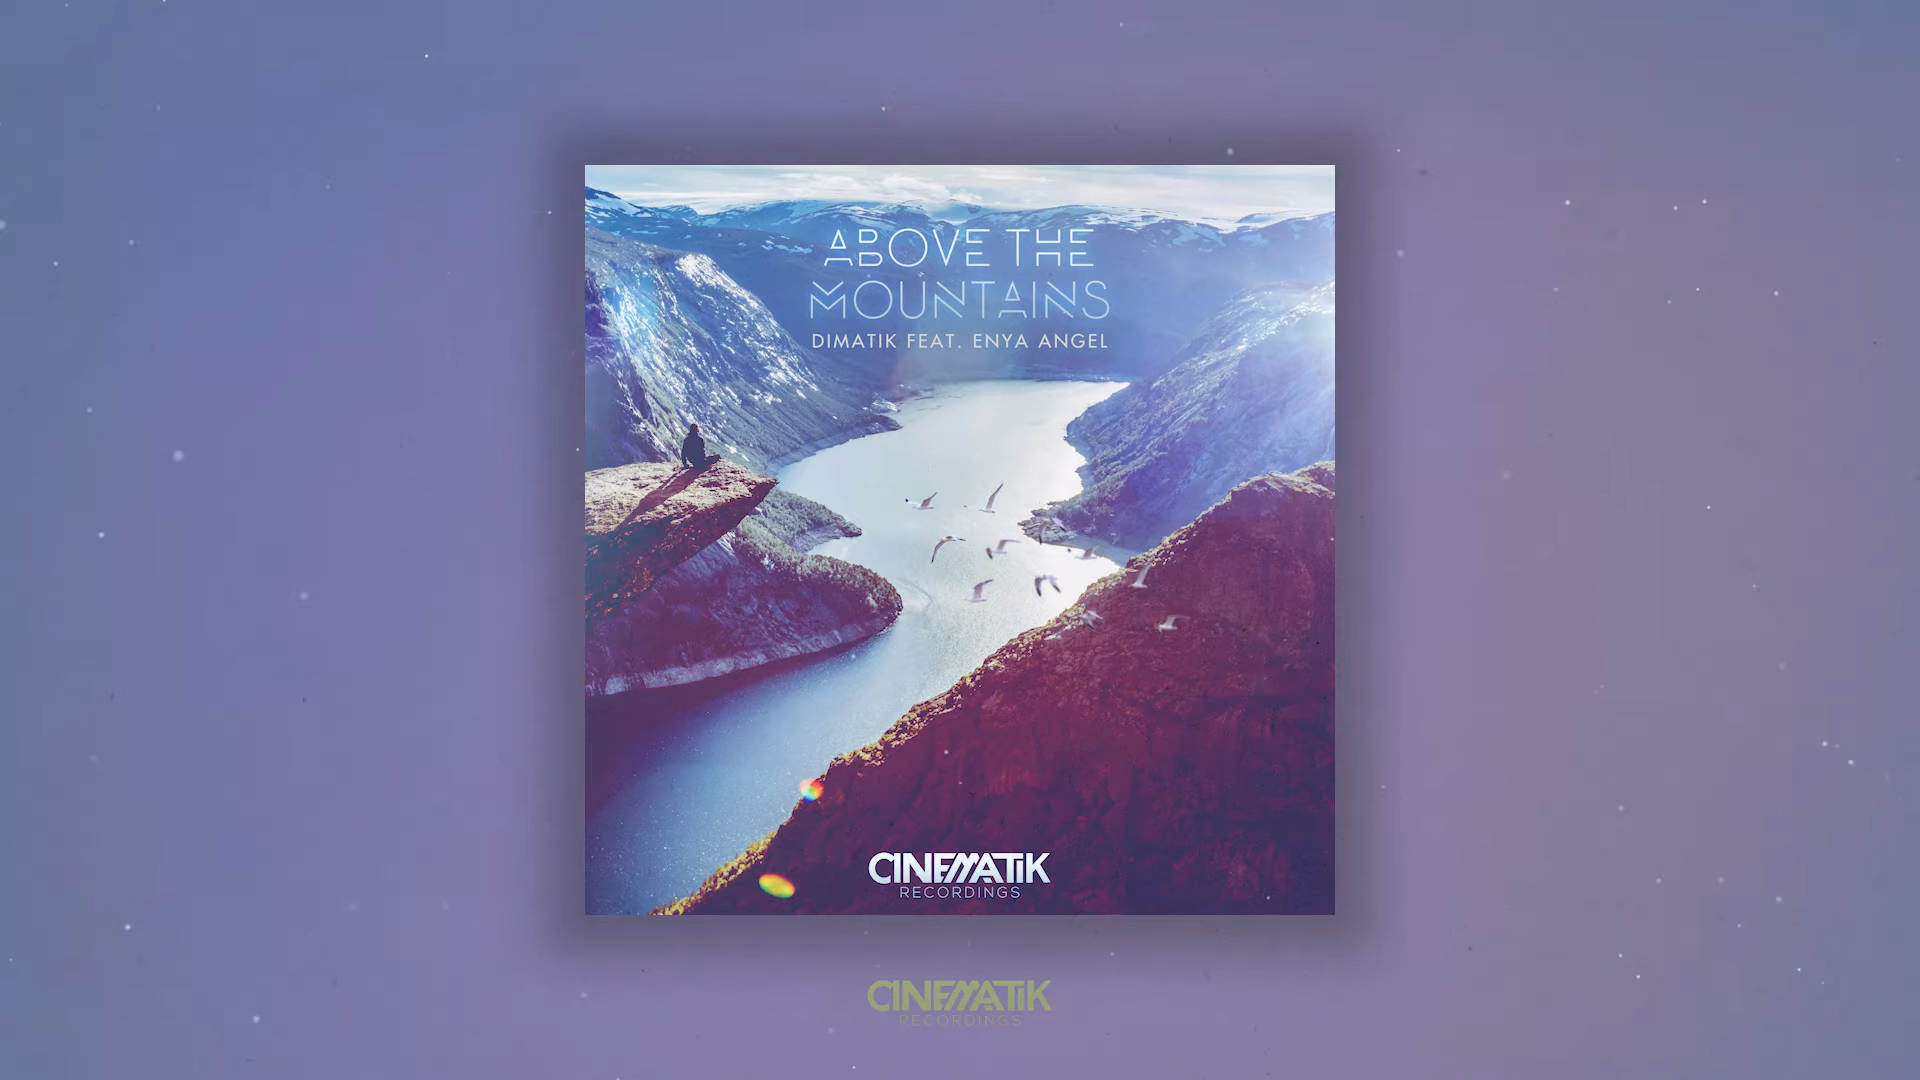 ABOVE THE
MOUNTAINS
DIMATIK FEAT. ENYA ANGEL
CINEMATIK
RECORDINGS
CINEMATIK
RECORDINGS